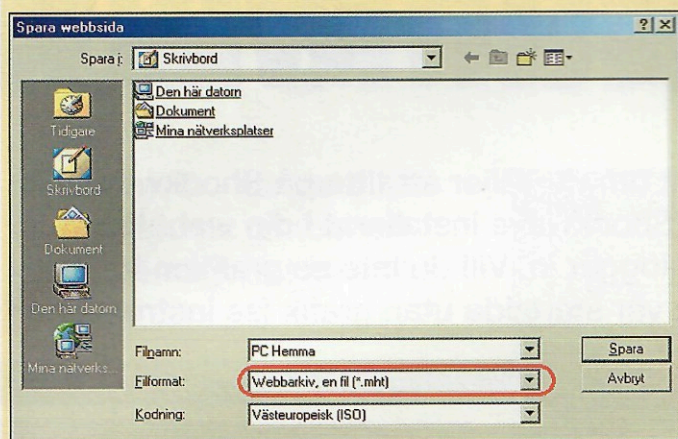 Spara webbsida
Spara i:
Skrivbord
Den här datorn
Dokument
Mina nätverksplatser
Tidigare
Skrivbord
Dokument
Den här datorn
Mina nätverks...
Filnamn:
PC Hemma
Spara
Filformat:
Webbarkiv, en fil (*.mht)
Avbryt
Kodning:
Västeuropeisk (ISO)